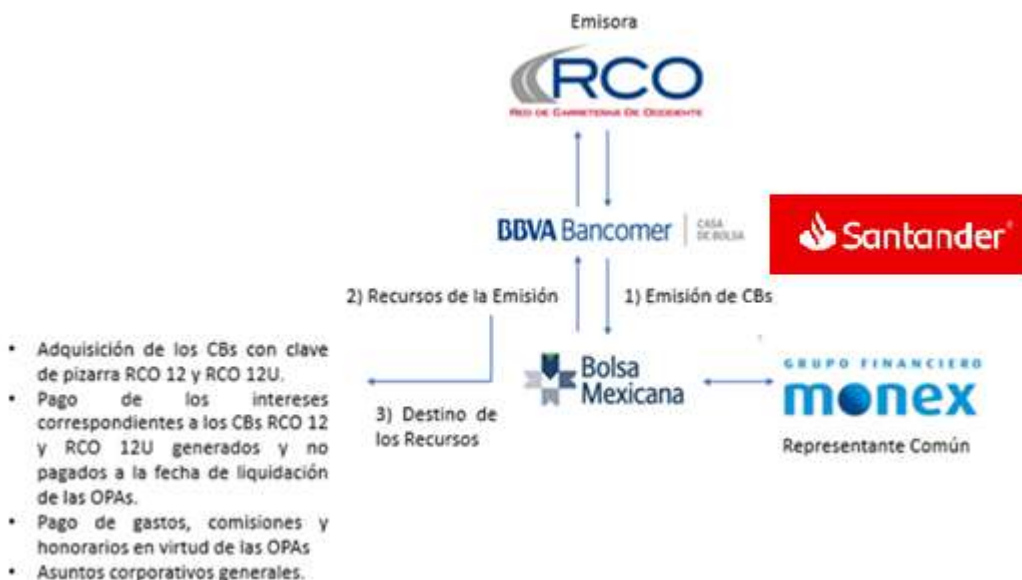 Emisora
RCO
RED DE CARRETERAS DE OCCIDENTE
BBVA Bancomer
CASA
DE BOLSA
Santander
2) Recursos de la Emisión
1) Emisión de CBs
Bolsa
Mexicana
GRUPO FINANCIERO
monex
Representante Común
3) Destino de
los Recursos
• Adquisición de los CBs con clave
de pizarra RCO 12 y RCO 12U.
• Pago de los intereses
correspondientes a los CBs RCO 12
y RCO 12U generados y no
pagados a la fecha de liquidación
de las OPAs.
• Pago de gastos, comisiones y
honorarios en virtud de las OPAs
• Asuntos corporativos generales.